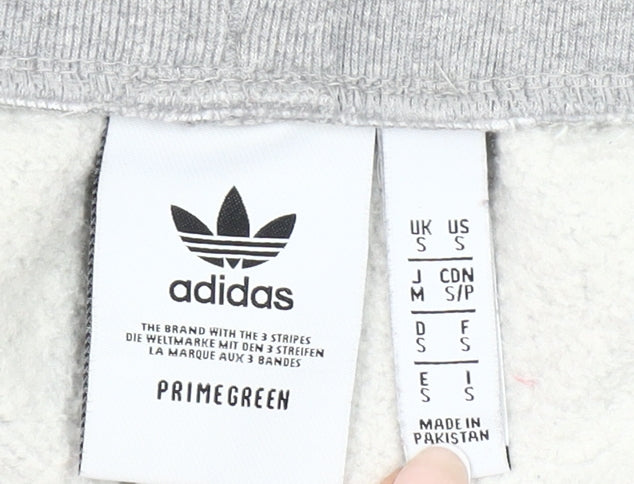 adidas
THE BRAND WITH THE 3 STRIPES
DIE WELTMARKE MIT DEN 3 STREIFEN
LA MARQUE AUX 3 BANDES
PRIMEGREEN
UK US
S S
J CDN
M S/P
D F
S S
E I
S S
MADE IN
PAKISTAN